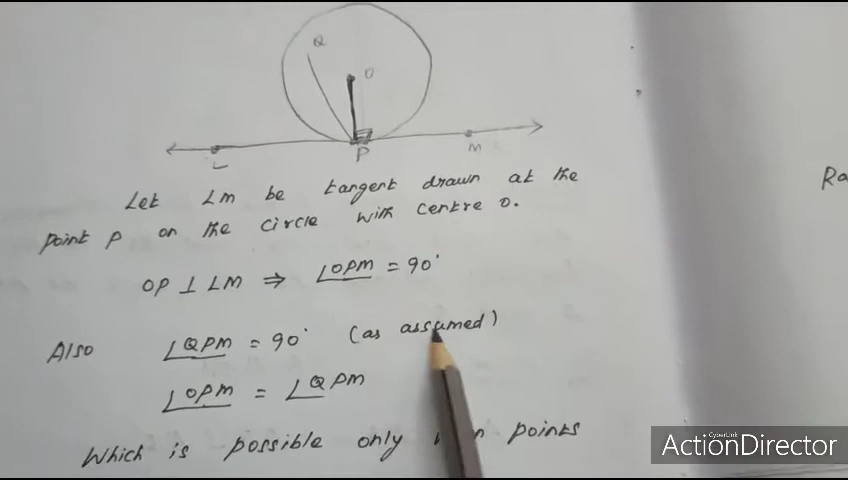 Q
O
L
P
M
Let LM be tangent drawn at the
point P on the circle with centre O.
OP ⊥ LM ⇒ ∠OPM = 90°
Also ∠QPM = 90° (as assumed)
∠OPM = ∠QPM
Which is possible only points
Ra
CyberLink
ActionDirector